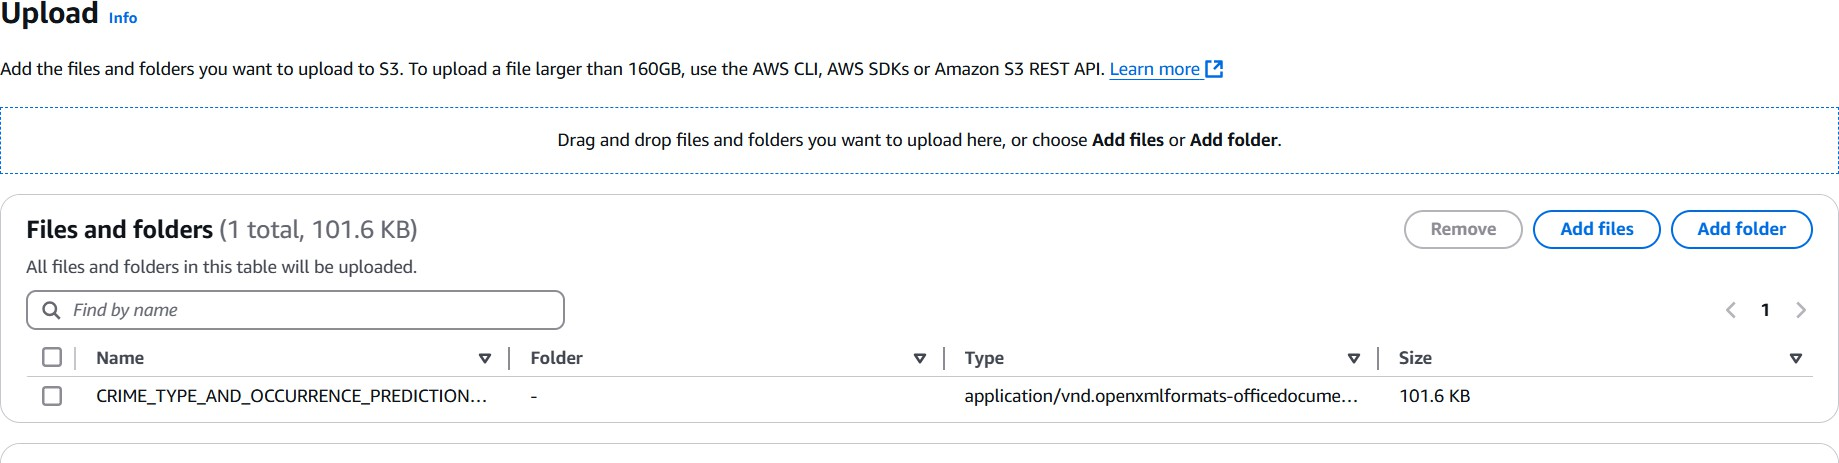 Upload Info
Add the files and folders you want to upload to S3. To upload a file larger than 160GB, use the AWS CLI, AWS SDKs or Amazon S3 REST API. Learn more
Drag and drop files and folders you want to upload here, or choose Add files or Add folder.
Files and folders (1 total, 101.6 KB)
Remove Add files Add folder
All files and folders in this table will be uploaded.
Find by name
1
Name Folder Type Size
CRIME_TYPE_AND_OCCURRENCE_PREDICTION... - application/vnd.openxmlformats-officedocume... 101.6 KB